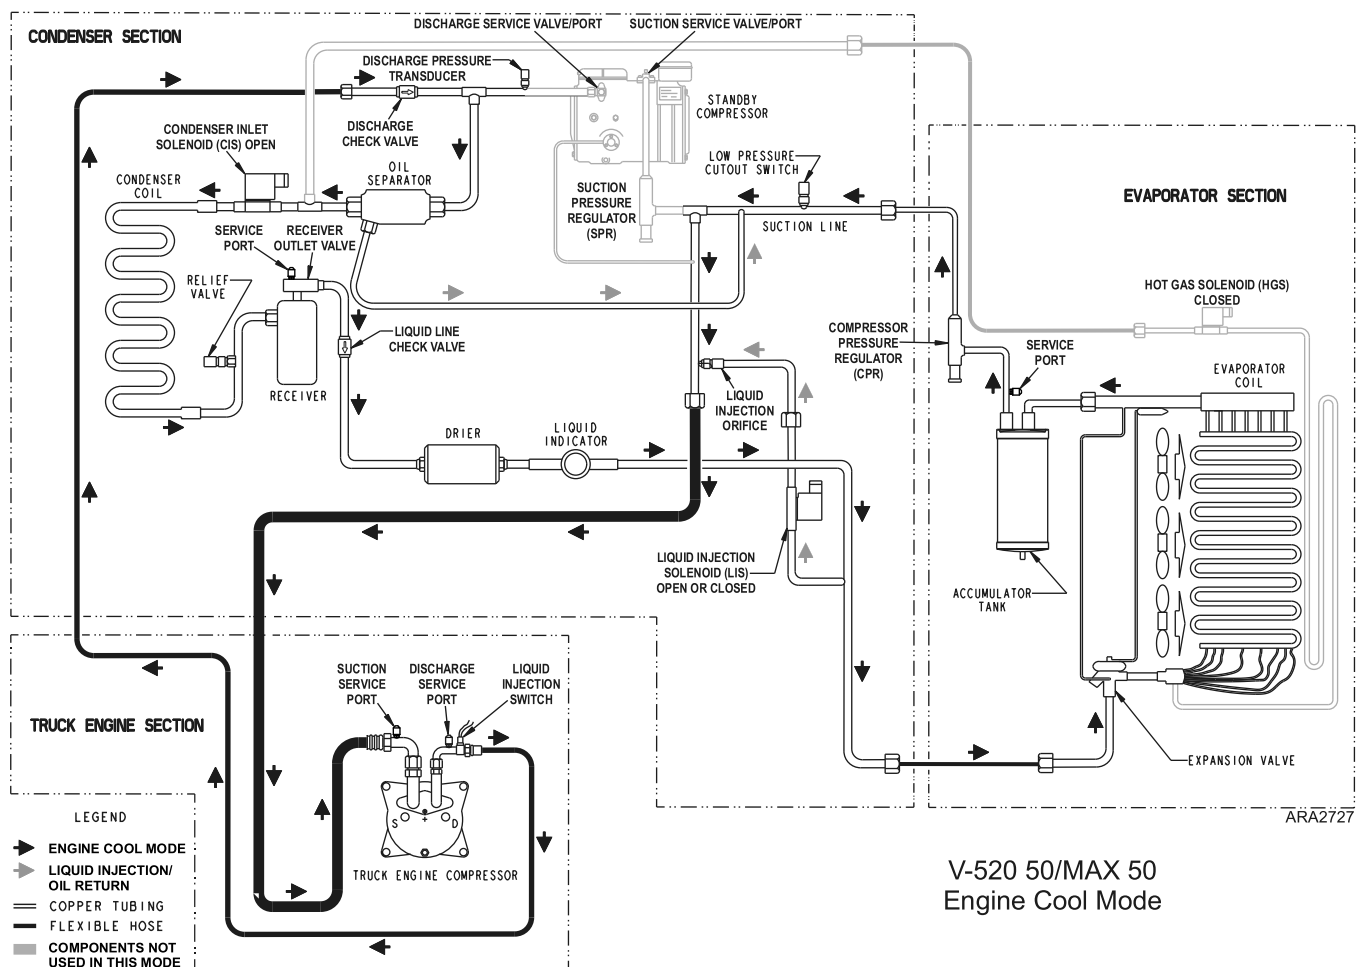 CONDENSER SECTION
DISCHARGE SERVICE VALVE/PORT
SUCTION SERVICE VALVE/PORT
DISCHARGE PRESSURE
TRANSDUCER
STANDBY
COMPRESSOR
DISCHARGE
CHECK VALVE
CONDENSER INLET
SOLENOID (CIS) OPEN
OIL
SEPARATOR
CONDENSER
COIL
LOW PRESSURE
CUTOUT SWITCH
SUCTION
PRESSURE
REGULATOR
(SPR)
SUCTION LINE
EVAPORATOR SECTION
SERVICE
PORT
RECEIVER
OUTLET VALVE
RELIEF
VALVE
LIQUID LINE
CHECK VALVE
RECEIVER
HOT GAS SOLENOID (HGS)
CLOSED
COMPRESSOR
PRESSURE
REGULATOR
(CPR)
SERVICE
PORT
EVAPORATOR
COIL
LIQUID
INJECTION
ORIFICE
DRIER
LIQUID
INDICATOR
LIQUID INJECTION
SOLENOID (LIS)
OPEN OR CLOSED
ACCUMULATOR
TANK
TRUCK ENGINE SECTION
SUCTION
SERVICE
PORT
DISCHARGE
SERVICE
PORT
LIQUID
INJECTION
SWITCH
S
D
TRUCK ENGINE COMPRESSOR
EXPANSION VALVE
ARA2727
LEGEND
ENGINE COOL MODE
LIQUID INJECTION/
OIL RETURN
COPPER TUBING
FLEXIBLE HOSE
COMPONENTS NOT
USED IN THIS MODE
V-520 50/MAX 50
Engine Cool Mode